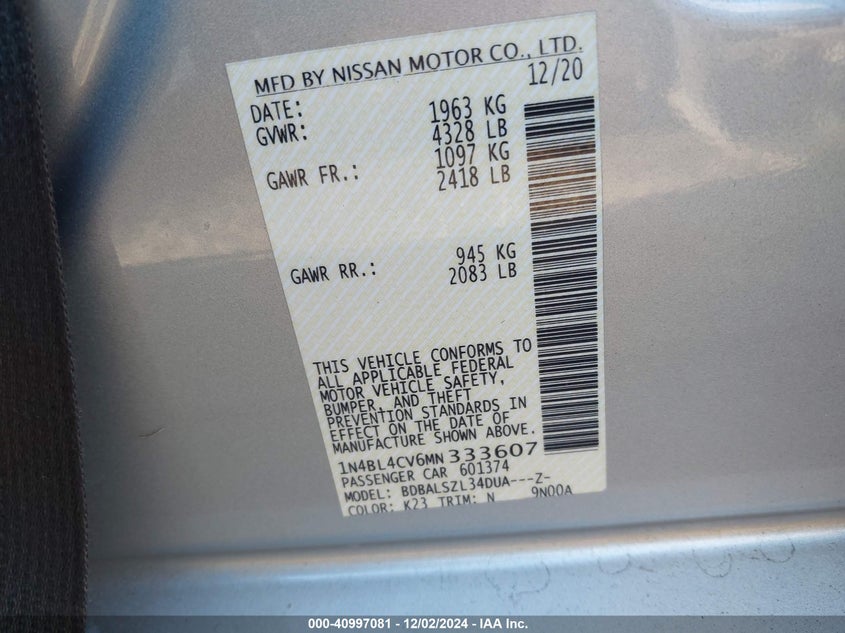 MFD BY NISSAN MOTOR CO., LTD.
DATE: 12/20
GVWR: 1963 KG
4328 LB
GAWR FR.: 1097 KG
2418 LB
GAWR RR.: 945 KG
2083 LB
THIS VEHICLE CONFORMS TO
ALL APPLICABLE FEDERAL
MOTOR VEHICLE SAFETY,
BUMPER, AND THEFT
PREVENTION STANDARDS IN
EFFECT ON THE DATE OF
MANUFACTURE SHOWN ABOVE.
1N4BL4CV6MN333607
PASSENGER CAR 601374
MODEL: BDBALSZL34DUA---Z-
COLOR: K23 TRIM: N 9N00A
000-40997081 - 12/02/2024 - IAA Inc.